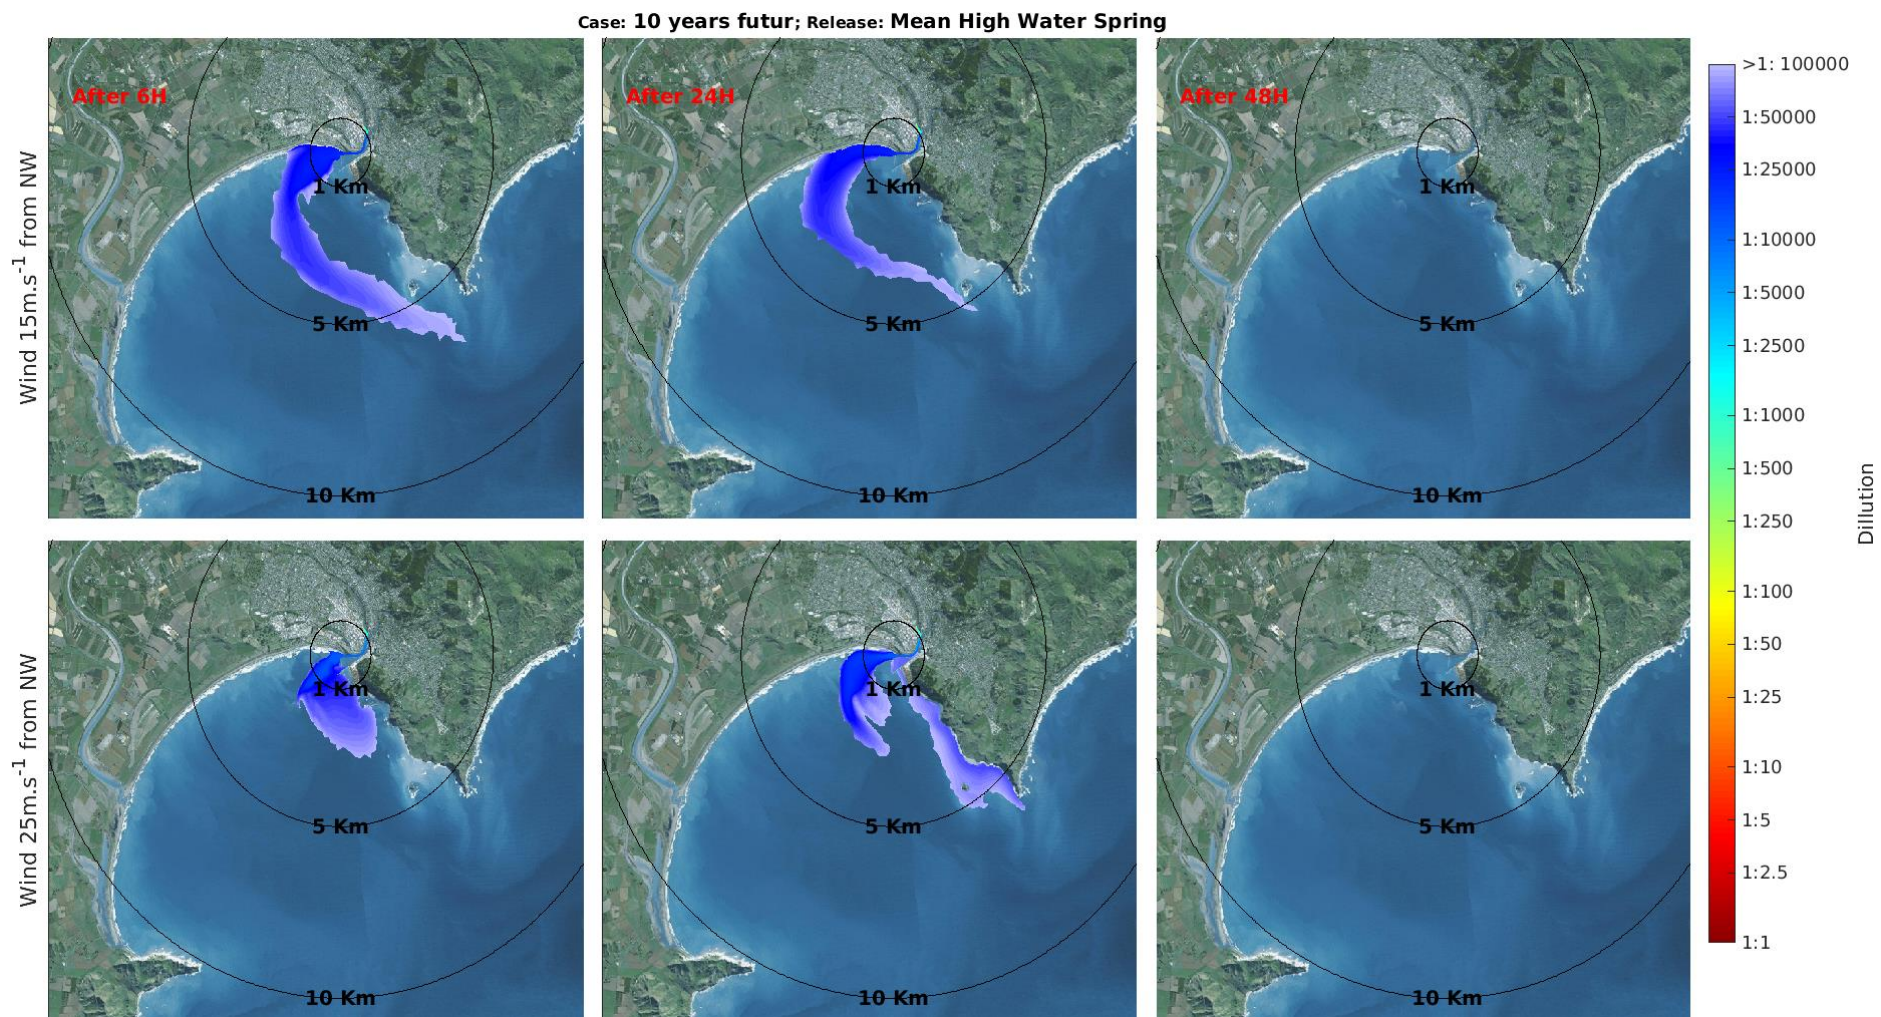 Case: 10 years futur; Release: Mean High Water Spring
After 6H
After 24H
After 48H
Wind 15m.s-1 from NW
1 Km
5 Km
10 Km
1 Km
5 Km
10 Km
1 Km
5 Km
10 Km
Wind 25m.s-1 from NW
1 Km
5 Km
10 Km
1 Km
5 Km
10 Km
1 Km
5 Km
10 Km
>1: 100000
1:50000
1:25000
1:10000
1:5000
1:2500
1:1000
1:500
1:250
1:100
1:50
1:25
1:10
1:5
1:2.5
1:1
Dillution